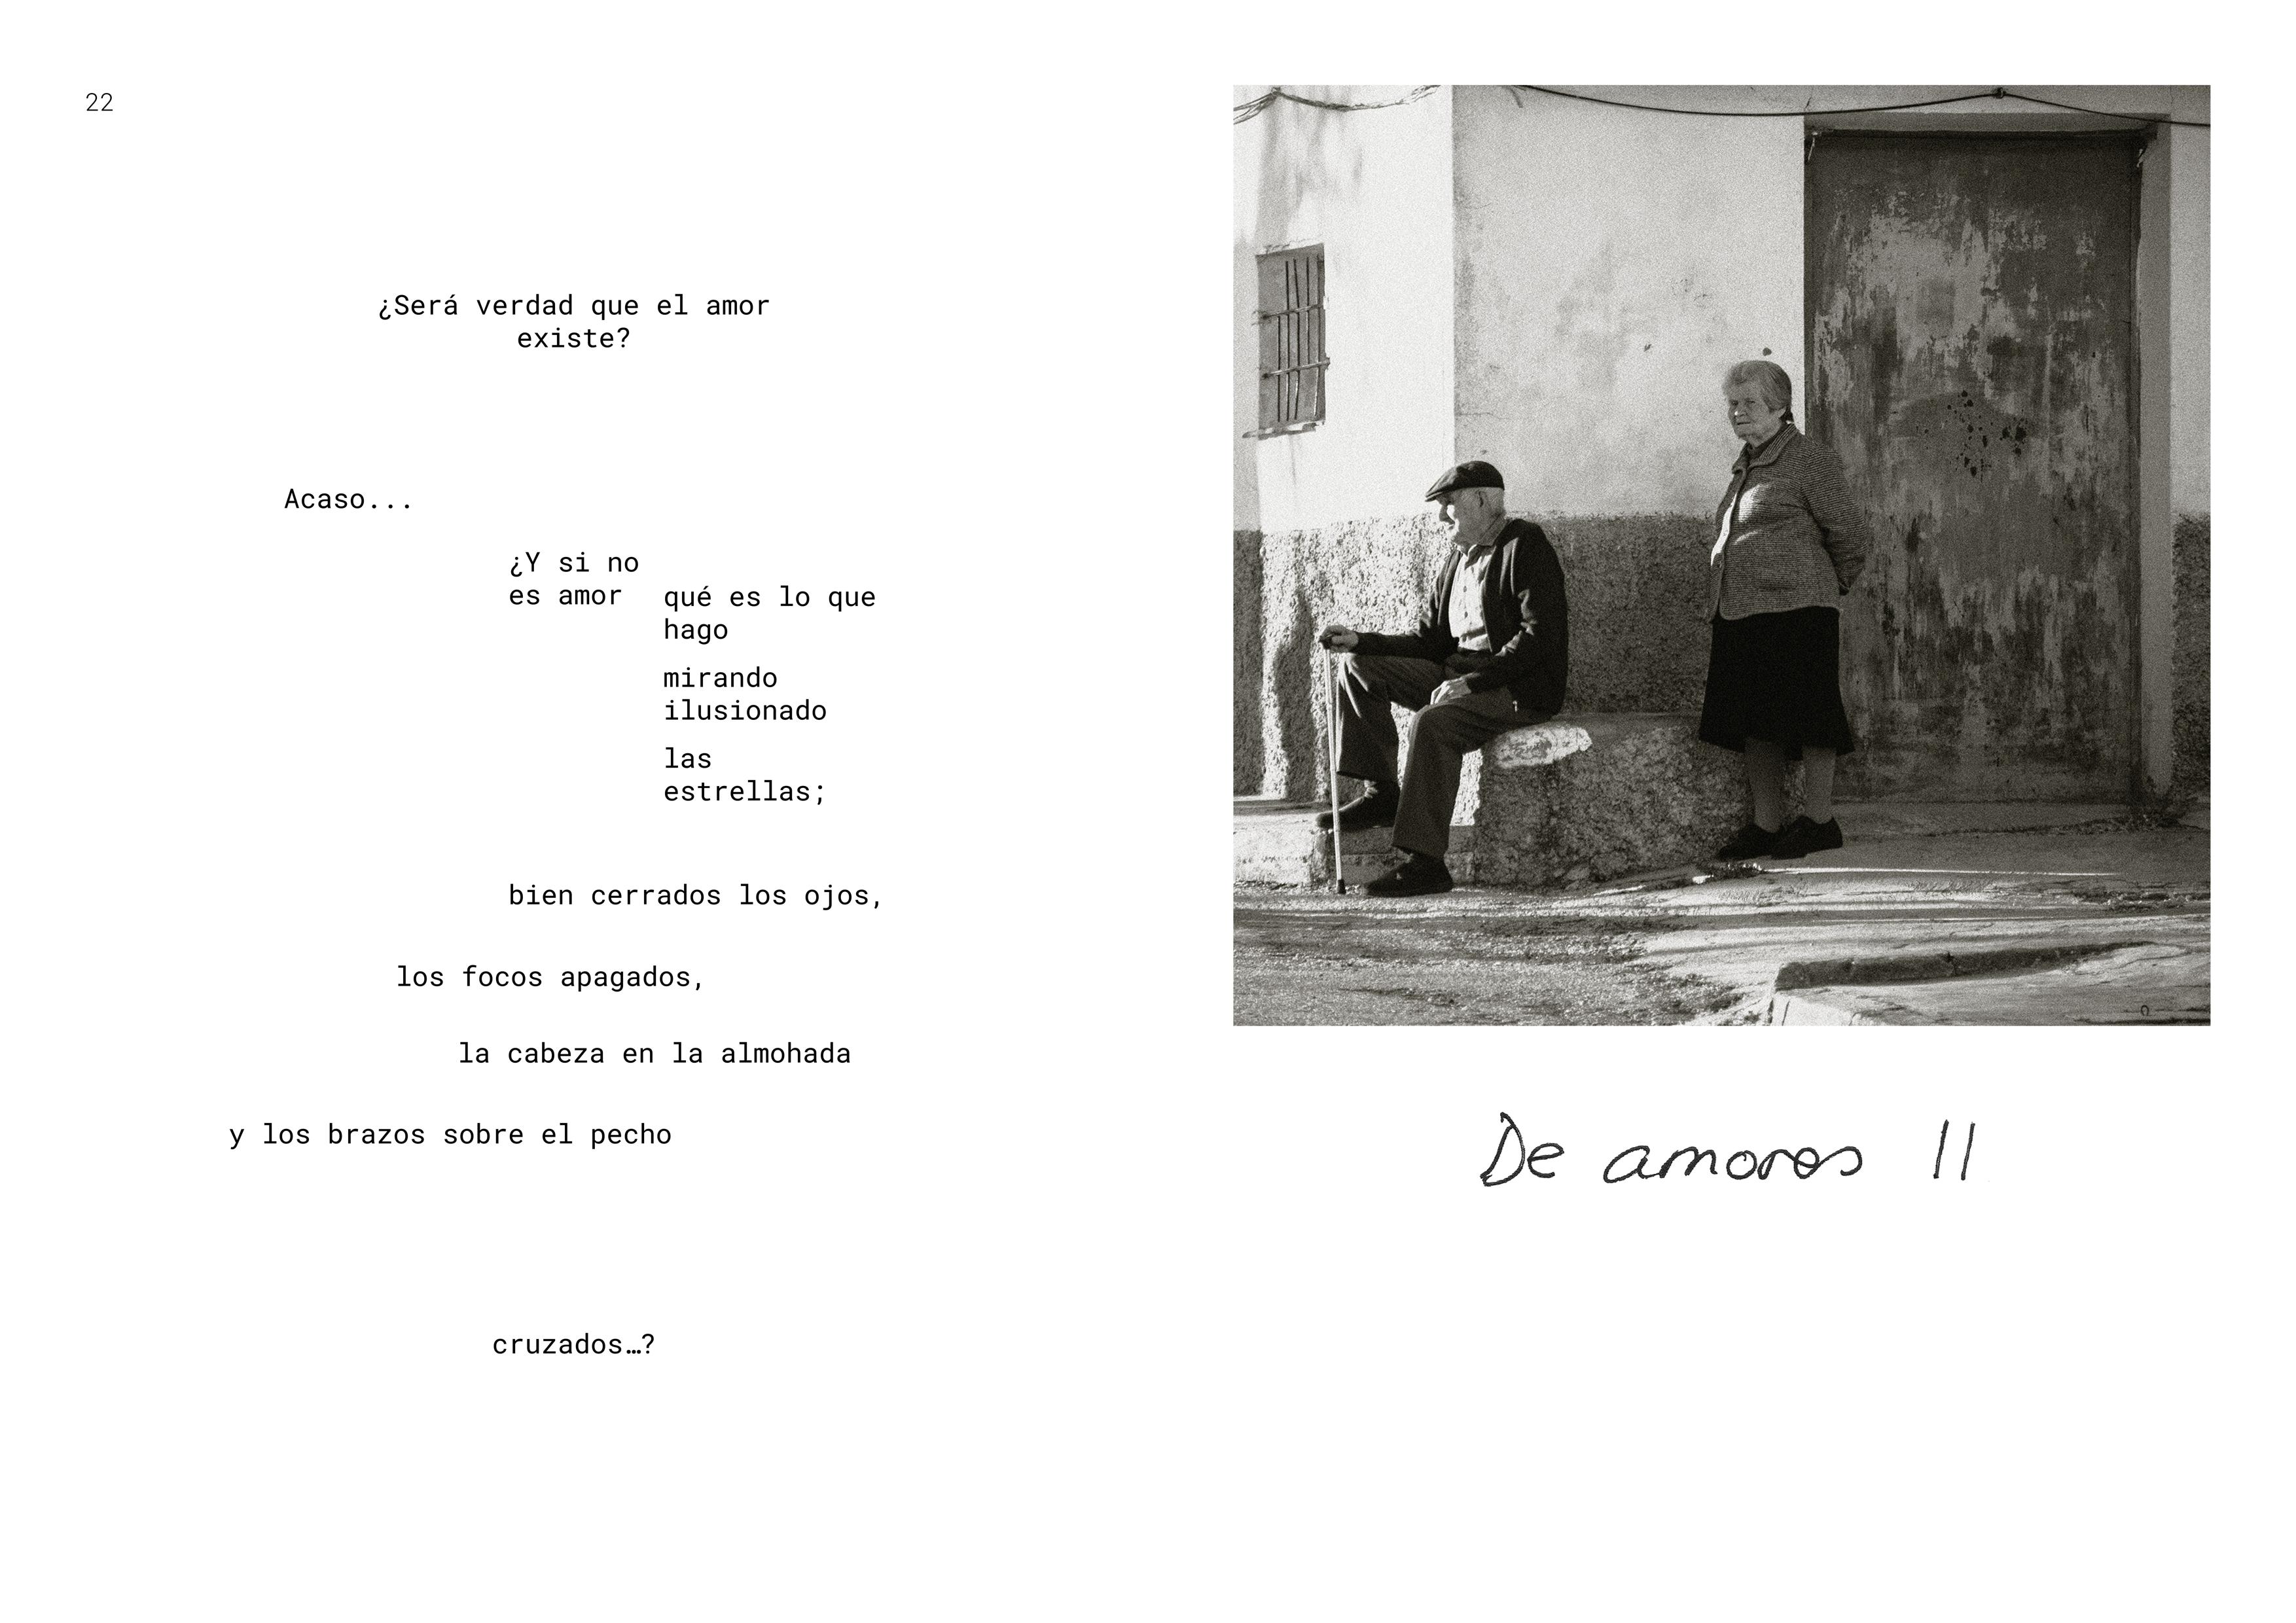 22
¿Será verdad que el amor
existe?
Acaso...
¿Y si no
es amor
qué es lo que
hago
mirando
ilusionado
las
estrellas;
bien cerrados los ojos,
los focos apagados,
la cabeza en la almohada
y los brazos sobre el pecho
cruzados…?
De amores II